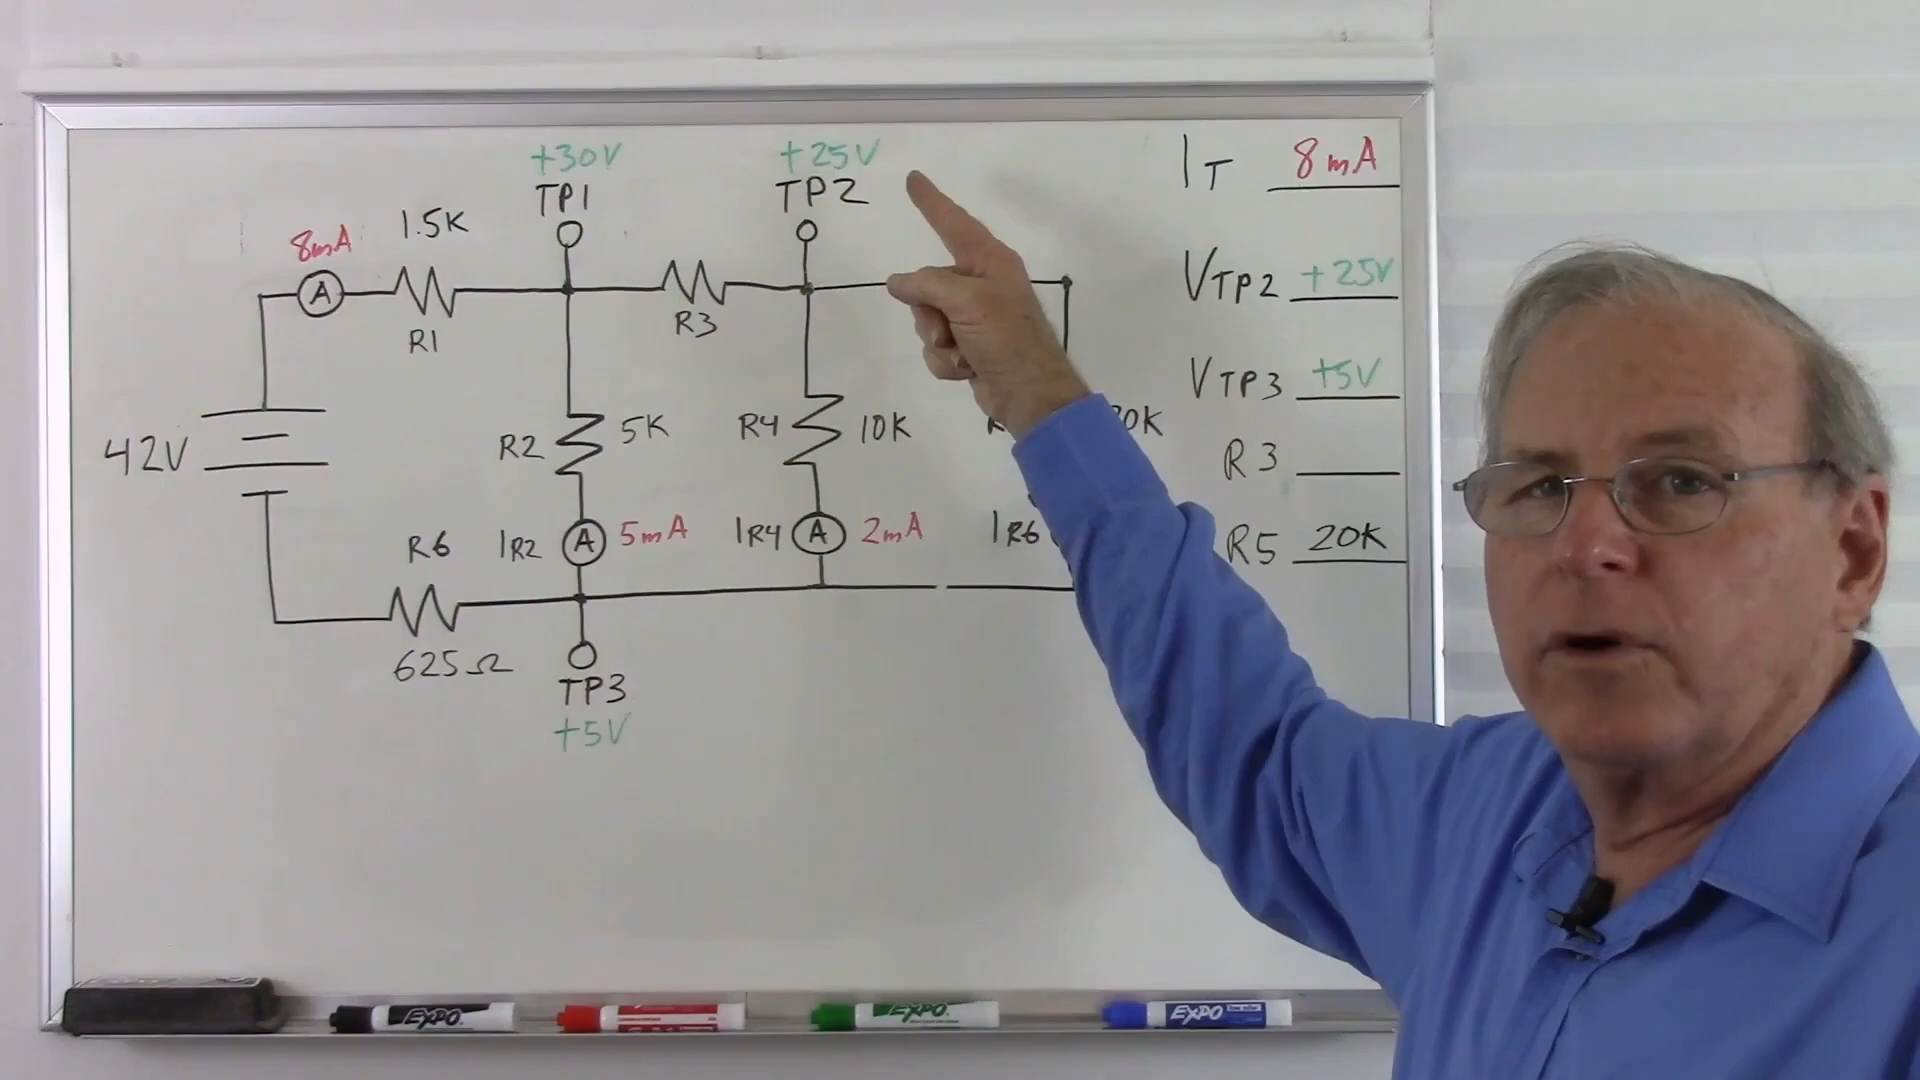 +30V
TP1
+25V
TP2
1.5K
8mA
A
R1
R3
42V
R2
5K
R4
10K
0K
R6
IR2
A
5mA
IR4
A
2mA
IR6
625Ω
TP3
+5V
IT 8mA
VTP2 +25V
VTP3 +5V
R3
R5 20K
EXPO
EXPO
EXPO